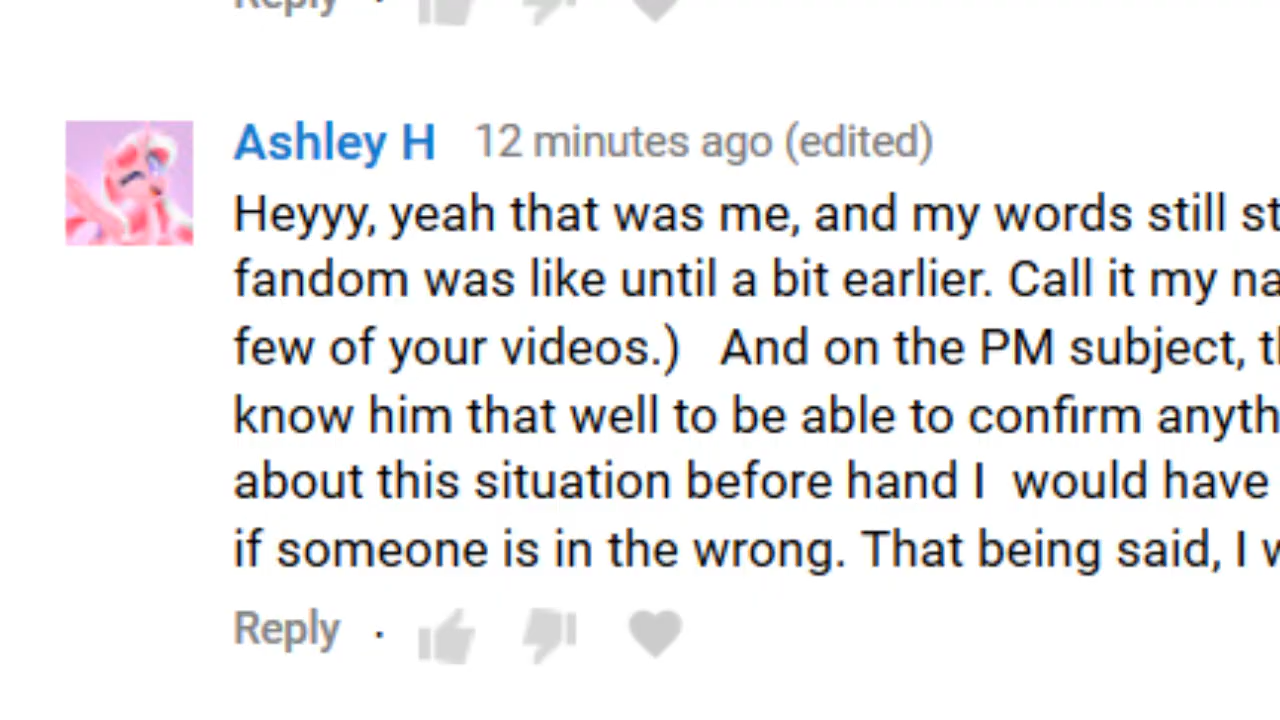 Reply ·
Ashley H 12 minutes ago (edited)
Heyyy, yeah that was me, and my words still
fandom was like until a bit earlier. Call it my
few of your videos.) And on the PM subject,
know him that well to be able to confirm
about this situation before hand I would have
if someone is in the wrong. That being said, I
Reply ·